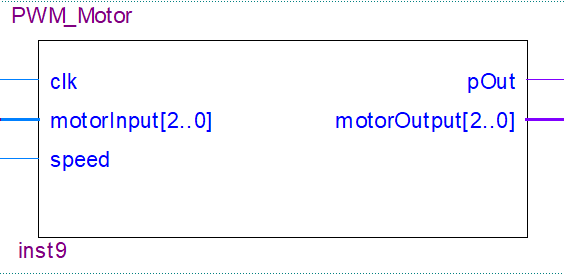 PWM_Motor
clk pOut
motorInput[2..0] motorOutput[2..0]
speed
inst9